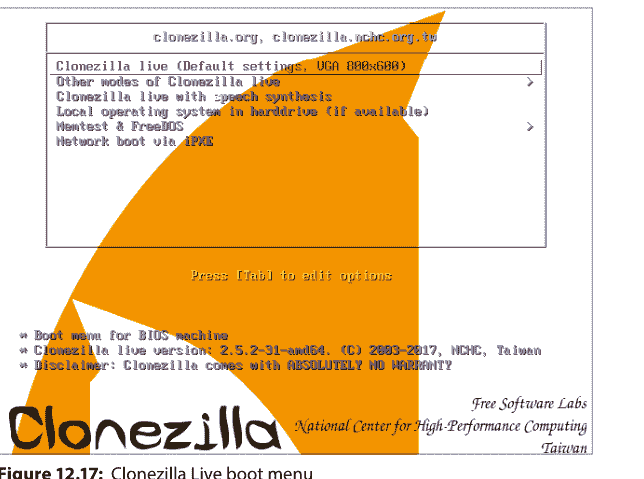 clonezilla.org, clonezilla.nchc.org.tw
Clonezilla live (Default settings, VGA 800x600)
Other modes of Clonezilla live >
Clonezilla live with speech synthesis
Local operating system in harddrive (if available)
Memtest & FreeDOS >
Network boot via iPXE
Press [Tab] to edit options
* Boot menu for BIOS machine
* Clonezilla live version: 2.5.2-31-amd64. (C) 2003-2017, NCHC, Taiwan
* Disclaimer: Clonezilla comes with ABSOLUTELY NO WARRANTY
Free Software Labs
Clonezilla National Center for High-Performance Computing
Taiwan
Figure 12.17: Clonezilla Live boot menu